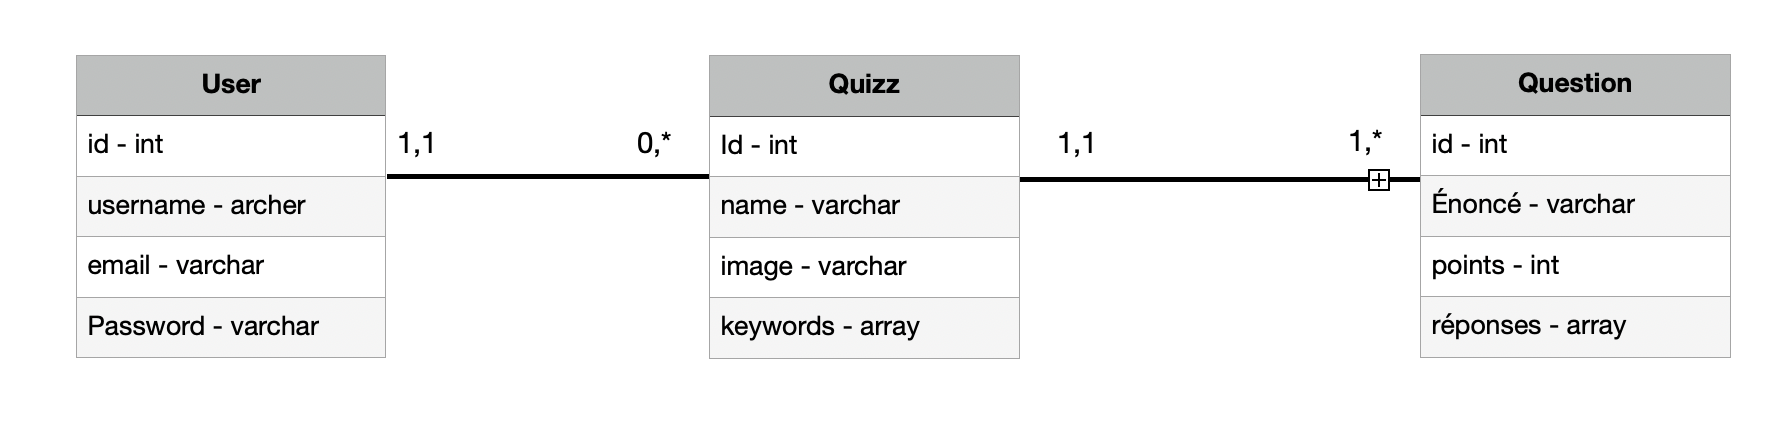 User
id - int
username - archer
email - varchar
Password - varchar
1,1
0,*
Quizz
Id - int
name - varchar
image - varchar
keywords - array
1,1
1,*
Question
id - int
Énoncé - varchar
points - int
réponses - array